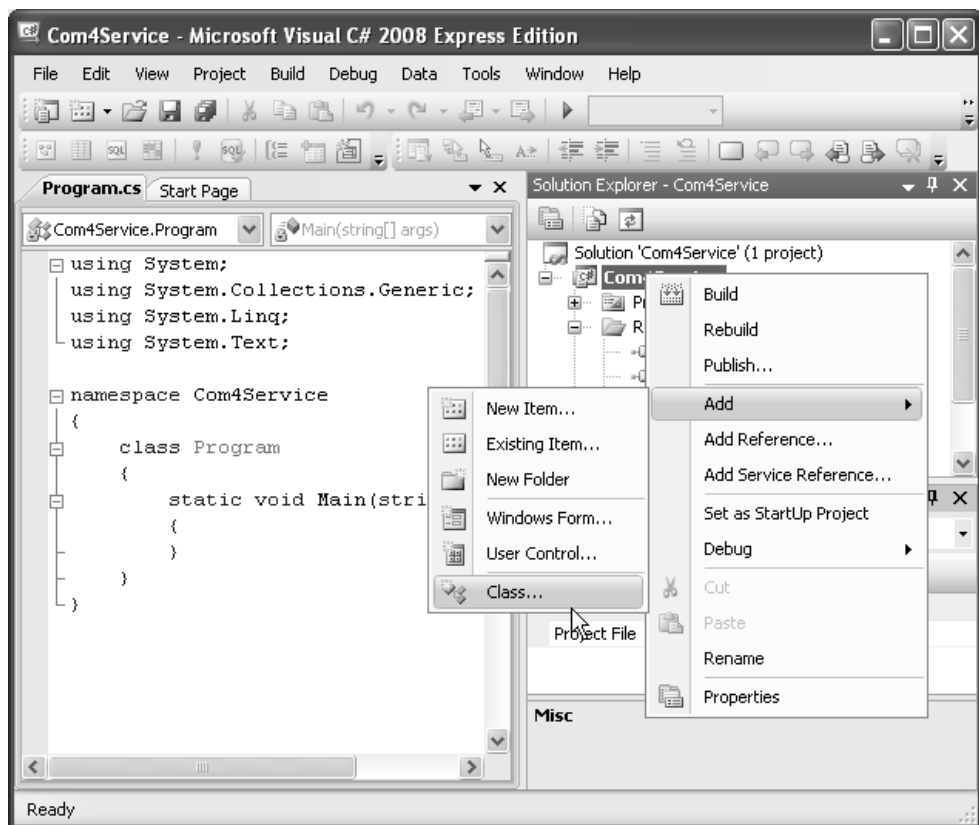 Com4Service - Microsoft Visual C# 2008 Express Edition
File Edit View Project Build Debug Data Tools Window Help
Program.cs Start Page
Com4Service.Program Main(string[] args)
using System;
using System.Collections.Generic;
using System.Linq;
using System.Text;
namespace Com4Service
{
class Program
{
static void Main(stri
{
}
}
}
Solution Explorer - Com4Service
Solution 'Com4Service' (1 project)
Build
Rebuild
Publish...
Add
Add Reference...
Add Service Reference...
Set as StartUp Project
Debug
Cut
Paste
Rename
Properties
New Item...
Existing Item...
New Folder
Windows Form...
User Control...
Class...
Project File
Misc
Ready